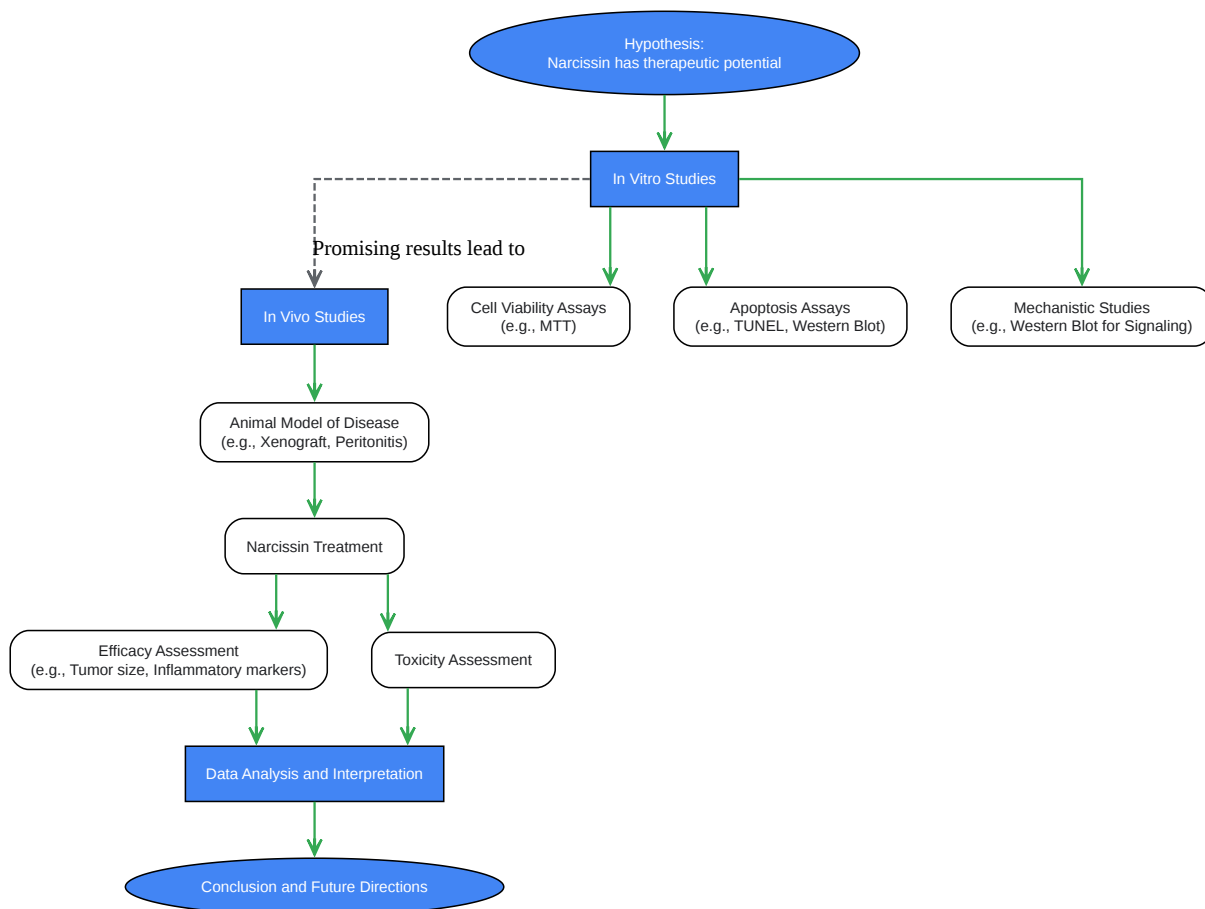 Hypothesis:
Narcissin has therapeutic potential
In Vitro Studies
Promising results lead to
In Vivo Studies
Cell Viability Assays
(e.g., MTT)
Apoptosis Assays
(e.g., TUNEL, Western Blot)
Mechanistic Studies
(e.g., Western Blot for Signaling)
Animal Model of Disease
(e.g., Xenograft, Peritonitis)
Narcissin Treatment
Efficacy Assessment
(e.g., Tumor size, Inflammatory markers)
Toxicity Assessment
Data Analysis and Interpretation
Conclusion and Future Directions